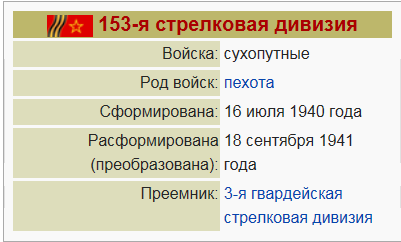 153-я стрелковая дивизия
Войска: сухопутные
Род войск: пехота
Сформирована: 16 июля 1940 года
Расформирована 18 сентября 1941
(преобразована): года
Преемник: 3-я гвардейская
стрелковая дивизия